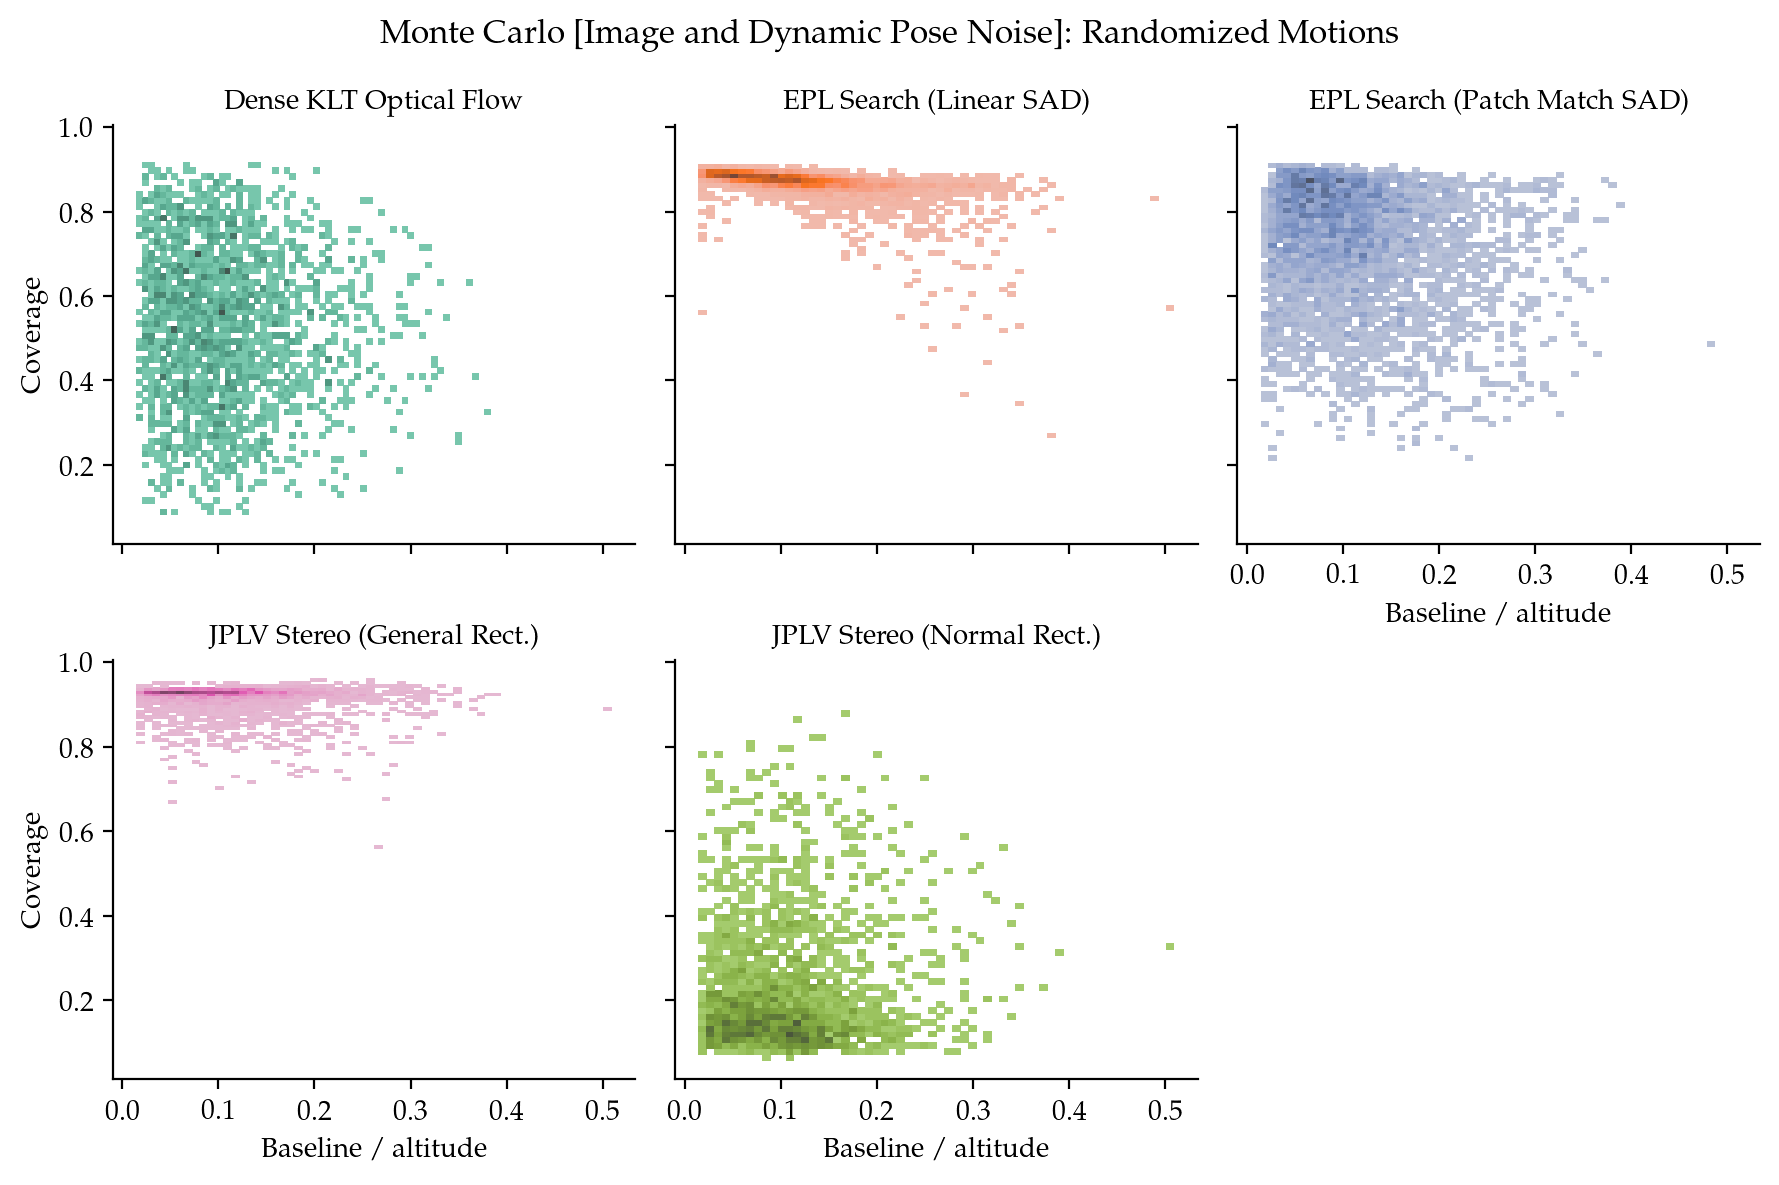 Monte Carlo [Image and Dynamic Pose Noise]: Randomized Motions
Dense KLT Optical Flow
EPL Search (Linear SAD)
EPL Search (Patch Match SAD)
1.0
0.8
0.6
0.4
0.2
Coverage
0.0 0.1 0.2 0.3 0.4 0.5
Baseline / altitude
JPLV Stereo (General Rect.)
JPLV Stereo (Normal Rect.)
1.0
0.8
0.6
0.4
0.2
Coverage
0.0 0.1 0.2 0.3 0.4 0.5
Baseline / altitude
0.0 0.1 0.2 0.3 0.4 0.5
Baseline / altitude